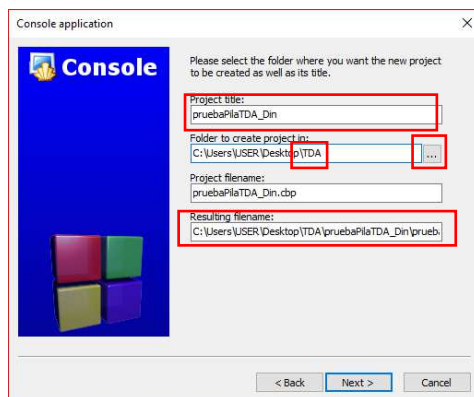 Console application
Console
Please select the folder where you want the new project
to be created as well as its title.
Project title:
pruebaPilaTDA_Din
Folder to create project in:
C:\Users\USER\Desktop\TDA
...
Project filename:
pruebaPilaTDA_Din.cbp
Resulting filename:
C:\Users\USER\Desktop\TDA\pruebaPilaTDA_Din\prueb
< Back
Next >
Cancel